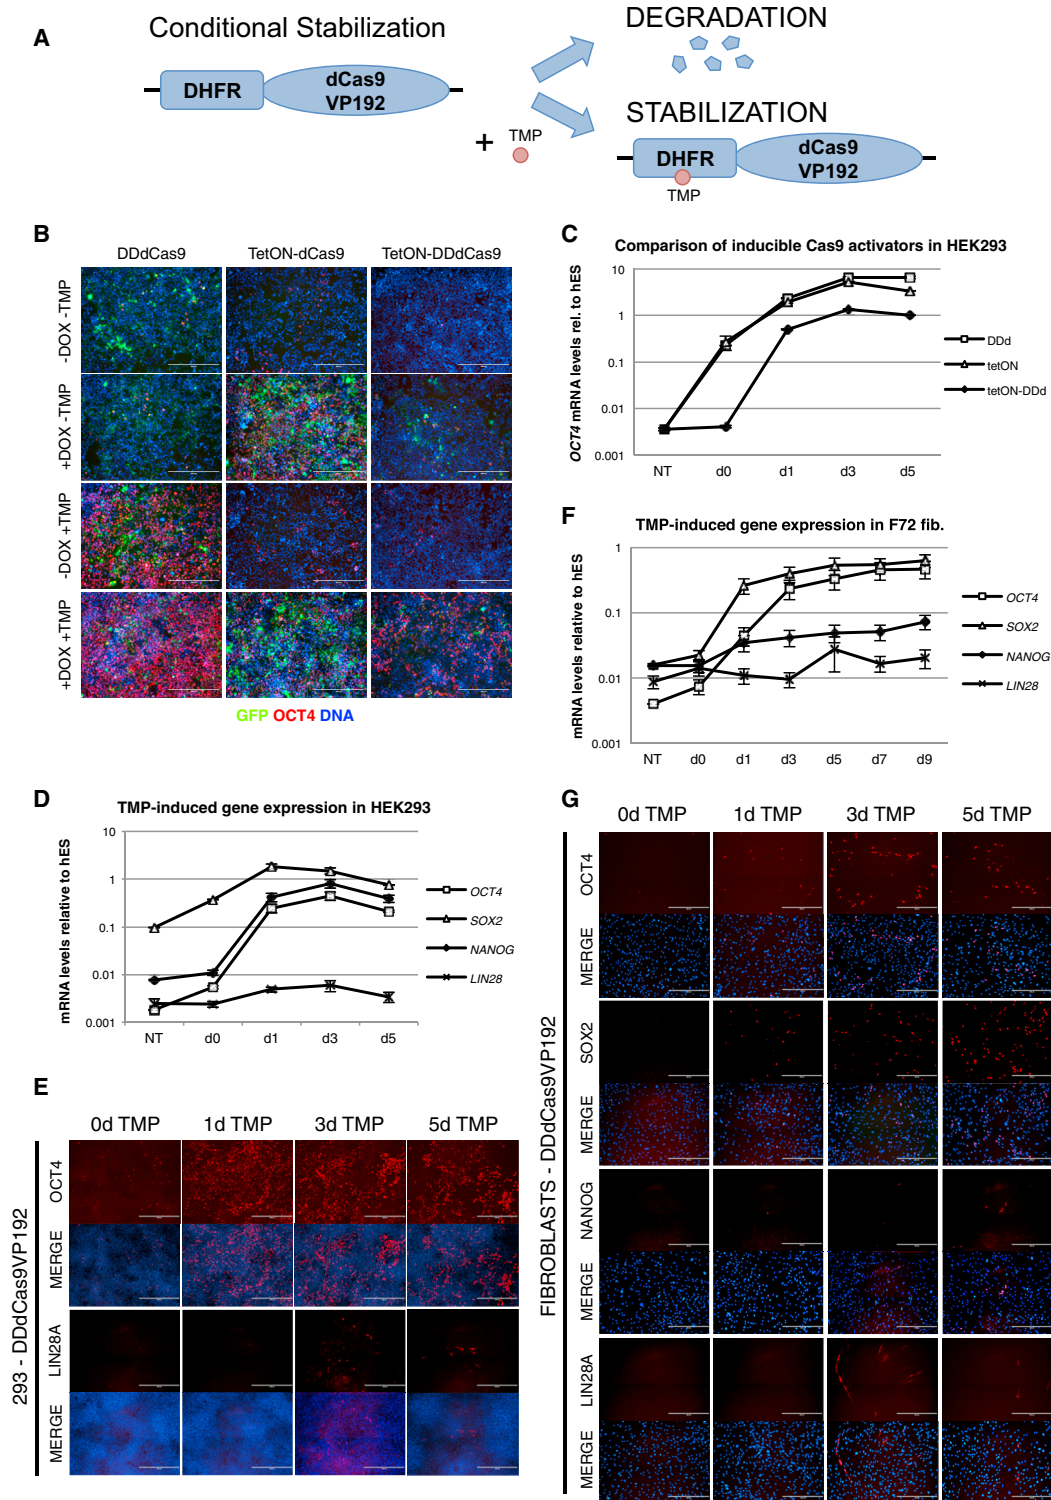 A
Conditional Stabilization
DHFR
dCas9
VP192
+
TMP
DEGRADATION
STABILIZATION
DHFR
dCas9
VP192
TMP
B
DDdCas9
TetON-dCas9
TetON-DDdCas9
-DOX -TMP
+DOX -TMP
-DOX +TMP
+DOX +TMP
GFP OCT4 DNA
C
Comparison of inducible Cas9 activators in HEK293
OCT4 mRNA levels rel. to hES
10
1
0.1
0.01
0.001
NT
d0
d1
d3
d5
DDd
tetON
tetON-DDd
F
TMP-induced gene expression in F72 fib.
mRNA levels relative to hES
1
0.1
0.01
0.001
NT
d0
d1
d3
d5
d7
d9
OCT4
SOX2
NANOG
LIN28
D
TMP-induced gene expression in HEK293
mRNA levels relative to hES
10
1
0.1
0.01
0.001
NT
d0
d1
d3
d5
OCT4
SOX2
NANOG
LIN28
E
0d TMP
1d TMP
3d TMP
5d TMP
293 - DDdCas9VP192
OCT4
MERGE
LIN28A
MERGE
G
0d TMP
1d TMP
3d TMP
5d TMP
FIBROBLASTS - DDdCas9VP192
OCT4
MERGE
SOX2
MERGE
NANOG
MERGE
LIN28A
MERGE